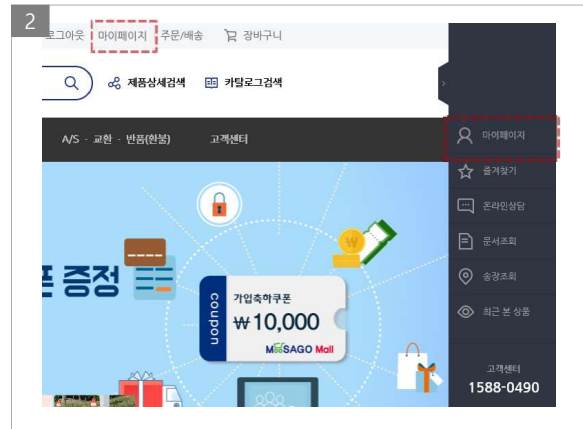 2
로그아웃 마이페이지 주문/배송 장바구니
제품상세검색 카탈로그검색
A/S · 교환 · 반품(환불) 고객센터
마이페이지
즐겨찾기
온라인상담
문서조회
송장조회
최근 본 상품
고객센터
1588-0490
폰 증정
coupon
가입축하쿠폰
₩10,000
MooSAGO Mall